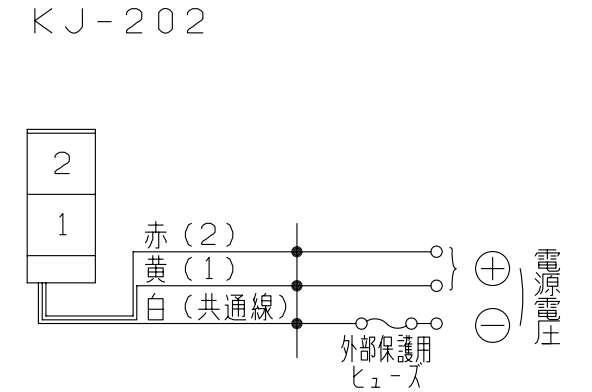 KJ-202
2
1
赤(2)
黄(1)
白(共通線)
+
-
電源電圧
外部保護用
ヒューズ